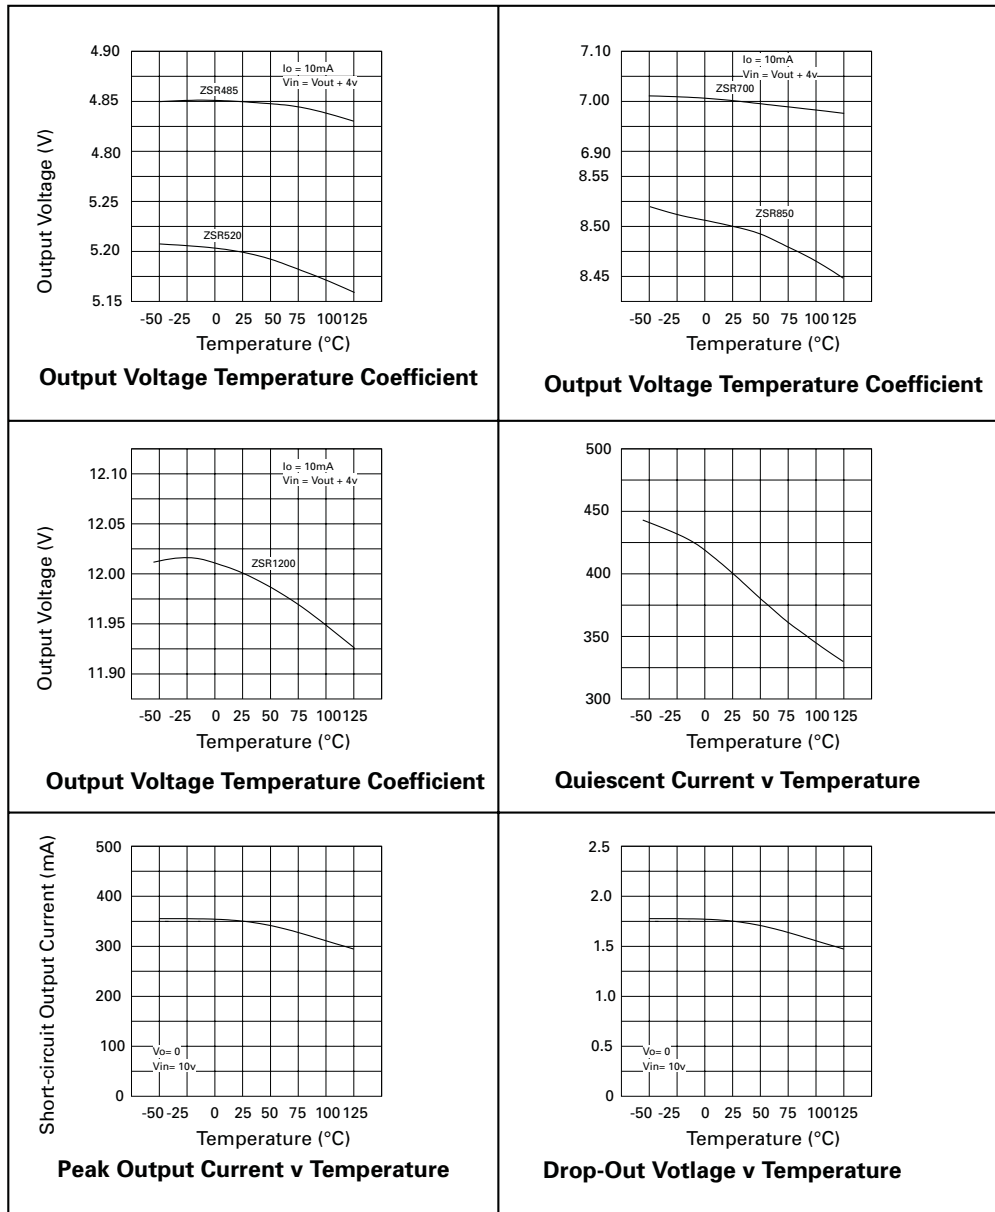 4.90
4.85
4.80
5.25
5.20
5.15
Output Voltage (V)
Io = 10mA
Vin = Vout + 4v
ZSR485
ZSR520
-50 -25 0 25 50 75 100 125
Temperature (°C)
Output Voltage Temperature Coefficient
7.10
7.00
6.90
8.55
8.50
8.45
Io = 10mA
Vin = Vout + 4v
ZSR700
ZSR850
-50 -25 0 25 50 75 100 125
Temperature (°C)
Output Voltage Temperature Coefficient
12.10
12.05
12.00
11.95
11.90
Output Voltage (V)
Io = 10mA
Vin = Vout + 4v
ZSR1200
-50 -25 0 25 50 75 100 125
Temperature (°C)
Output Voltage Temperature Coefficient
500
450
400
350
300
-50 -25 0 25 50 75 100 125
Temperature (°C)
Quiescent Current v Temperature
500
400
300
200
100
0
Short-circuit Output Current (mA)
Vo= 0
Vin= 10v
-50 -25 0 25 50 75 100 125
Temperature (°C)
Peak Output Current v Temperature
2.5
2.0
1.5
1.0
0.5
0
Vo= 0
Vin= 10v
-50 -25 0 25 50 75 100 125
Temperature (°C)
Drop-Out Votlage v Temperature